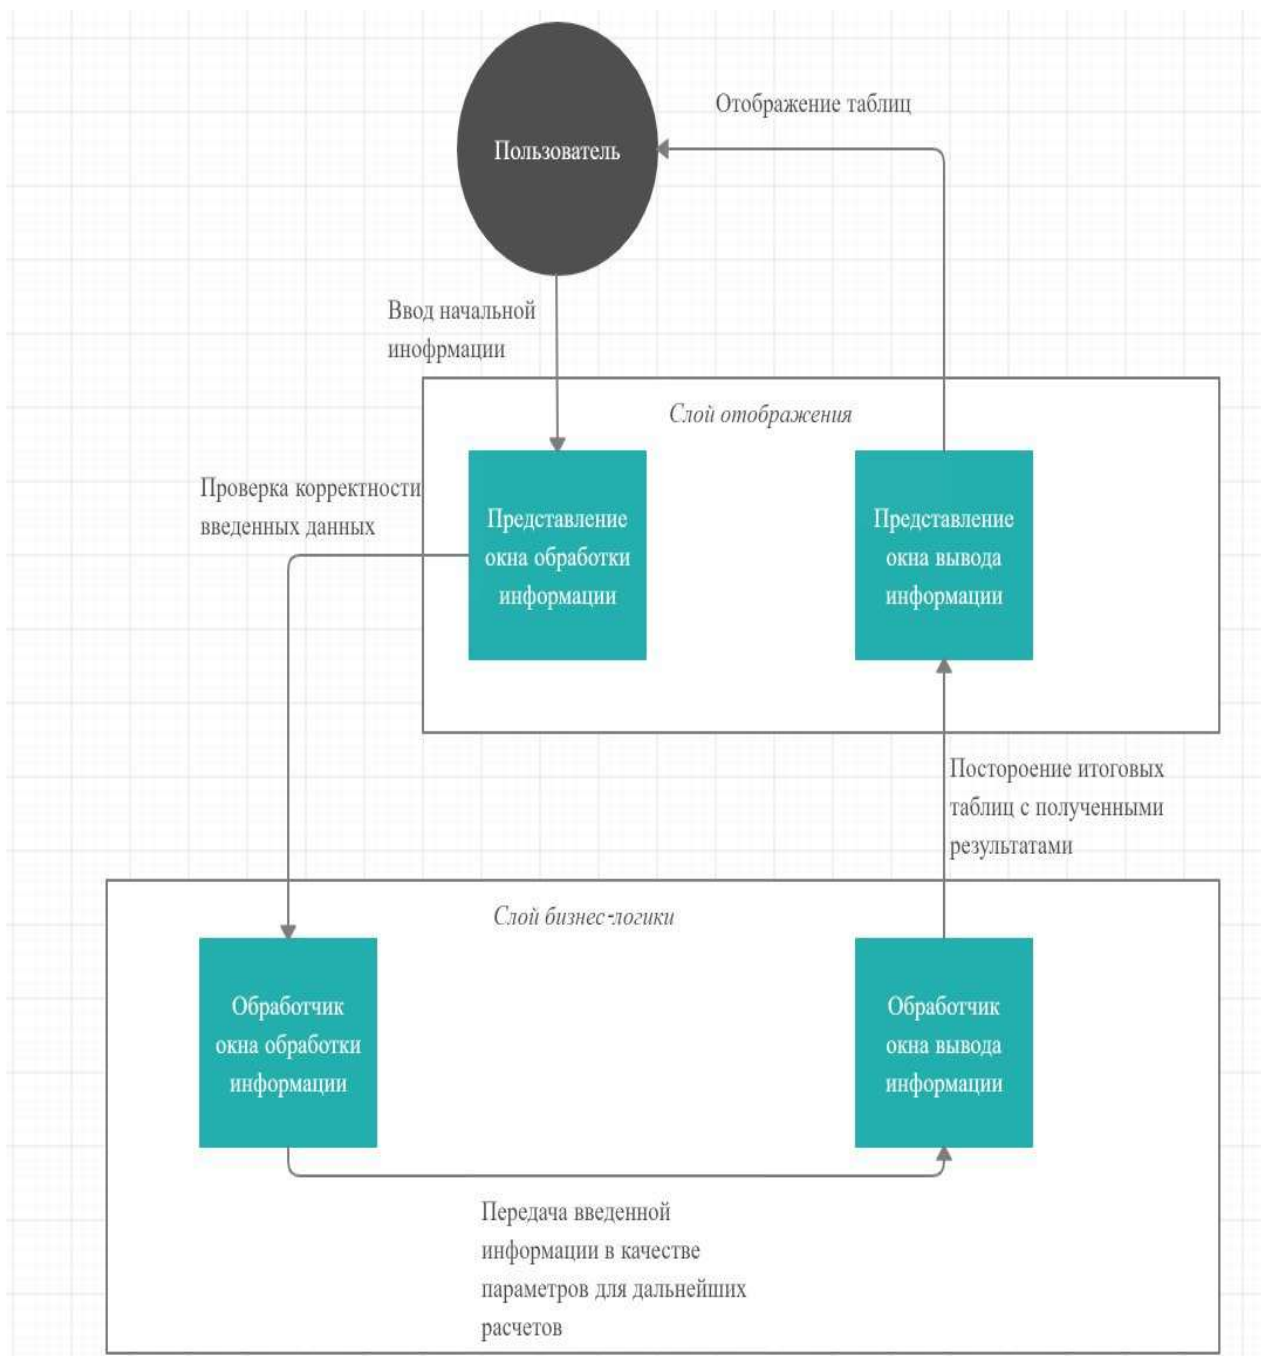 Отображение таблиц
Пользователь
Ввод начальной
инофрмации
Слой отображения
Проверка корректности
введенных данных
Представление
окна обработки
информации
Представление
окна вывода
информации
Постороение итоговых
таблиц с полученными
результатами
Слой бизнес-логики
Обработчик
окна обработки
информации
Обработчик
окна вывода
информации
Передача введенной
информации в качестве
параметров для дальнейших
расчетов